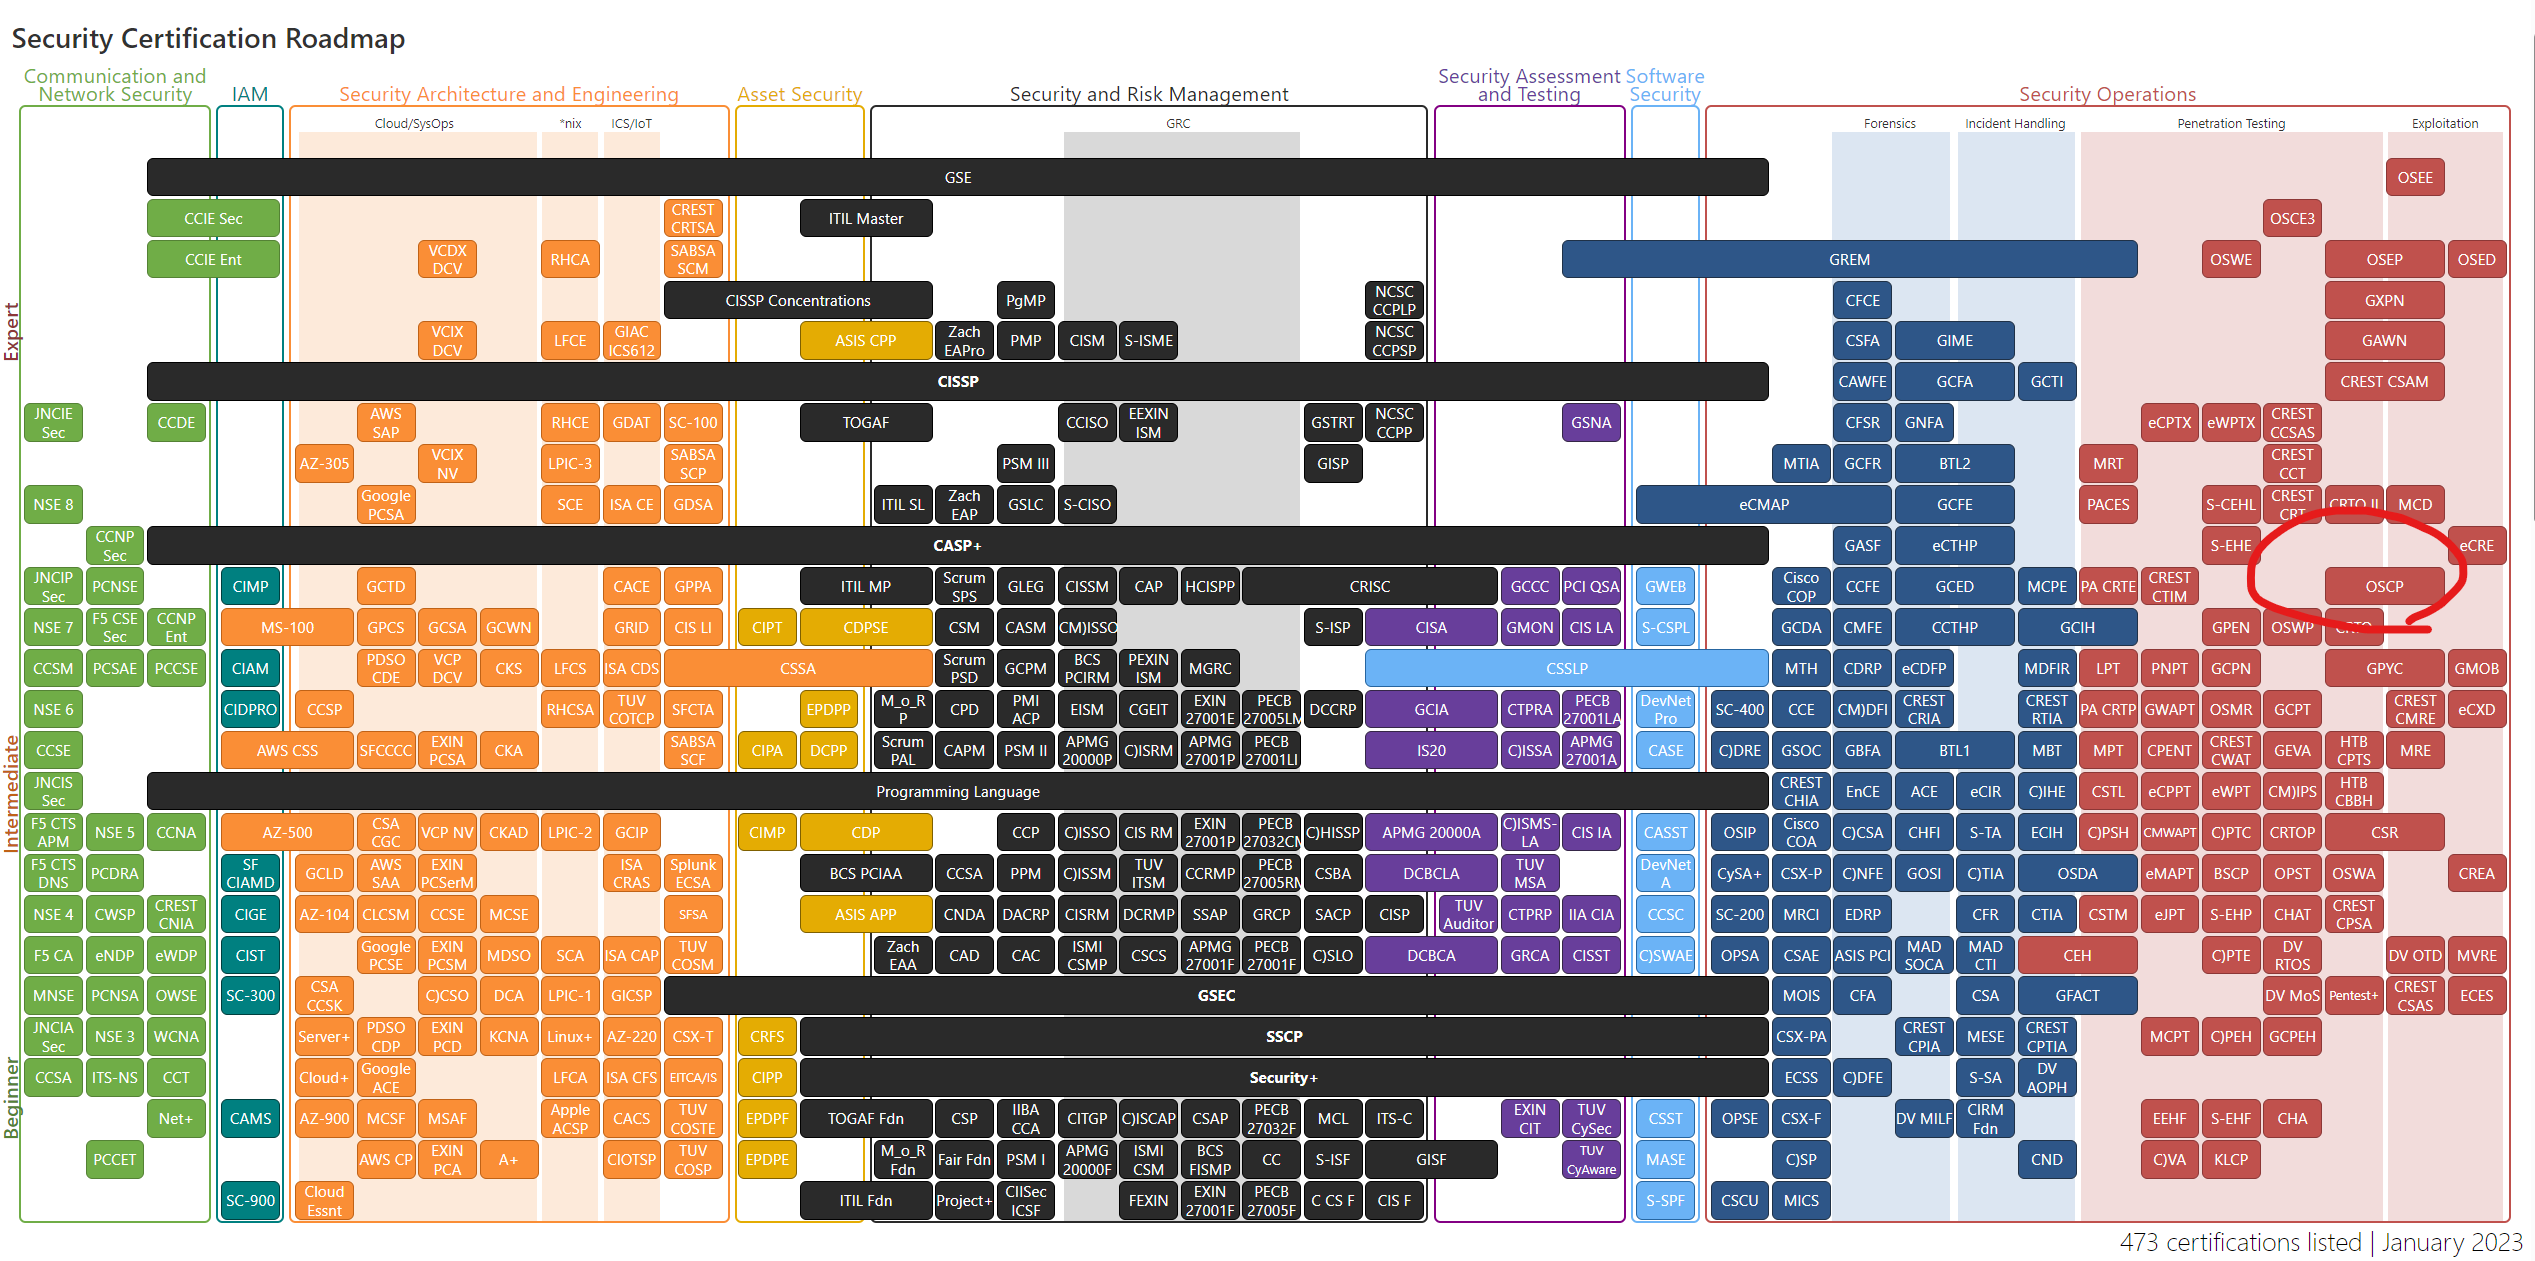 Security Certification Roadmap
Communication and
Network Security
IAM
Security Architecture and Engineering
Asset Security
Security and Risk Management
Security Assessment
and Testing
Software
Security
Security Operations
Cloud/SysOps
*nix
ICS/IoT
GRC
Forensics
Incident Handling
Penetration Testing
Exploitation
Expert
Intermediate
Beginner
GSE
OSEE
CCIE Sec
CREST
CRTSA
ITIL Master
OSCE3
CCIE Ent
VCDX
DCV
RHCA
SABSA
SCM
GREM
OSWE
OSEP
OSED
CISSP Concentrations
PgMP
NCSC
CCPLP
CFCE
GXPN
VCIX
DCV
LFCE
GIAC
ICS612
ASIS CPP
Zach
EAPro
PMP
CISM
S-ISME
NCSC
CCPSP
CSFA
GIME
GAWN
CISSP
CAWFE
GCFA
GCTI
CREST CSAM
JNCIE
Sec
CCDE
AWS
SAP
RHCE
GDAT
SC-100
TOGAF
CCISO
EEXIN
ISM
GSTRT
NCSC
CCPP
GSNA
CFSR
GNFA
eCPTX
eWPTX
CREST
CCSAS
AZ-305
VCIX
NV
LPIC-3
SABSA
SCP
PSM III
GISP
MTIA
GCFR
BTL2
MRT
CREST
CCT
NSE 8
Google
PCSA
SCE
ISA CE
GDSA
ITIL SL
Zach
EAP
GSLC
S-CISO
eCMAP
GCFE
PACES
S-CEHL
CREST
CRT
CRTO II
MCD
CCNP
Sec
CASP+
GASF
eCTHP
S-EHE
eCRE
JNCIP
Sec
PCNSE
CIMP
GCTD
CACE
GPPA
ITIL MP
Scrum
SPS
GLEG
CISSM
CAP
HCISPP
CRISC
GCCC
PCI QSA
GWEB
Cisco
COP
CCFE
GCED
MCPE
PA CRTE
CREST
CTIM
OSCP
NSE 7
F5 CSE
Sec
CCNP
Ent
MS-100
GPCS
GCSA
GCWN
GRID
CIS LI
CIPT
CDPSE
CSM
CASM
CM)ISSO
S-ISP
CISA
GMON
CIS LA
S-CSPL
GCDA
CMFE
CCTHP
GCIH
GPEN
OSWP
CRTO
CCSM
PCSAE
PCCSE
CIAM
PDSO
CDE
VCP
DCV
CKS
LFCS
ISA CDS
CSSA
Scrum
PSD
GCPM
BCS
PCIRM
PEXIN
ISM
MGRC
CSSLP
MTH
CDRP
eCDFP
MDFIR
LPT
PNPT
GCPN
GPYC
GMOB
NSE 6
CIDPRO
CCSP
RHCSA
TUV
COTCP
SFCTA
EPDPP
M_o_R
P
CPD
PMI
ACP
EISM
CGEIT
EXIN
27001E
PECB
27005LM
DCCRP
GCIA
CTPRA
PECB
27001LA
DevNet
Pro
SC-400
CCE
CM)DFI
CREST
CRIA
CREST
RTIA
PA CRTP
GWAPT
OSMR
GCPT
CREST
CMRE
eCXD
CCSE
AWS CSS
SFCCCC
EXIN
PCSA
CKA
SABSA
SCF
CIPA
DCPP
Scrum
PAL
CAPM
PSM II
APMG
20000P
C)ISRM
APMG
27001P
PECB
27001LI
IS20
C)ISSA
APMG
27001A
CASE
C)DRE
GSOC
GBFA
BTL1
MBT
MPT
CPENT
CREST
CWAT
GEVA
HTB
CPTS
MRE
JNCIS
Sec
Programming Language
CREST
CHIA
EnCE
ACE
eCIR
C)IHE
CSTL
eCPPT
eWPT
CM)IPS
HTB
CBBH
F5 CTS
APM
NSE 5
CCNA
AZ-500
CSA
CGC
VCP NV
CKAD
LPIC-2
GCIP
CIMP
CDP
CCP
C)ISSO
CIS RM
EXIN
27001P
PECB
27032CM
C)HISSP
APMG 20000A
C)ISMS-
LA
CIS IA
CASST
OSIP
Cisco
COA
C)CSA
CHFI
S-TA
ECIH
C)PSH
CMWAPT
C)PTC
CRTOP
CSR
F5 CTS
DNS
PCDRA
SF
CIAMD
GCLD
AWS
SAA
EXIN
PCSerM
ISA
CRAS
Splunk
ECSA
BCS PCIAA
CCSA
PPM
C)ISSM
TUV
ITSM
CCRMP
PECB
27005RM
CSBA
DCBCLA
TUV
MSA
DevNet
A
CySA+
CSX-P
C)NFE
GOSI
C)TIA
OSDA
eMAPT
BSCP
OPST
OSWA
CREA
NSE 4
CWSP
CREST
CNIA
CIGE
AZ-104
CLCSM
CCSE
MCSE
SFSA
ASIS APP
CNDA
DACRP
CISRM
DCRMP
SSAP
GRCP
SACP
CISP
TUV
Auditor
CTPRP
IIA CIA
CCSC
SC-200
MRCI
EDRP
CFR
CTIA
CSTM
eJPT
S-EHP
CHAT
CREST
CPSA
F5 CA
eNDP
eWDP
CIST
Google
PCSE
EXIN
PCSM
MDSO
SCA
ISA CAP
TUV
COSM
Zach
EAA
CAD
CAC
ISMI
CSMP
CSCS
APMG
27001F
PECB
27001F
C)SLO
DCBCA
GRCA
CISST
C)SWAE
OPSA
CSAE
ASIS PCI
MAD
SOCA
MAD
CTI
CEH
C)PTE
DV
RTOS
DV OTD
MVRE
MNSE
PCNSA
OWSE
SC-300
CSA
CCSK
C)CSO
DCA
LPIC-1
GICSP
GSEC
MOIS
CFA
CSA
GFACT
DV MoS
Pentest+
CREST
CSAS
ECES
JNCIA
Sec
NSE 3
WCNA
Server+
PDSO
CDP
EXIN
PCD
KCNA
Linux+
AZ-220
CSX-T
CRFS
SSCP
CSX-PA
CREST
CPIA
MESE
CREST
CPTIA
MCPT
C)PEH
GCPEH
CCSA
ITS-NS
CCT
Cloud+
Google
ACE
LFCA
ISA CFS
EITCA/IS
CIPP
Security+
ECSS
C)DFE
S-SA
DV
AOPH
Net+
CAMS
AZ-900
MCSF
MSAF
Apple
ACSP
CACS
TUV
COSTE
EPDPF
TOGAF Fdn
CSP
IIBA
CCA
CITGP
C)ISCAP
CSAP
PECB
27032F
MCL
ITS-C
EXIN
CIT
TUV
CySec
CSST
OPSE
CSX-F
DV MILF
CIRM
Fdn
EEHF
S-EHF
CHA
PCCET
AWS CP
EXIN
PCA
A+
CIOTSP
TUV
COSP
EPDPE
M_o_R
Fdn
Fair Fdn
PSM I
APMG
20000F
ISMI
CSM
BCS
FISMP
CC
S-ISF
GISF
TUV
CyAware
MASE
C)SP
CND
C)VA
KLCP
SC-900
Cloud
Essnt
ITIL Fdn
Project+
CIISec
ICSF
FEXIN
EXIN
27001F
PECB
27005F
C CS F
CIS F
S-SPF
CSCU
MICS
473 certifications listed | January 2023